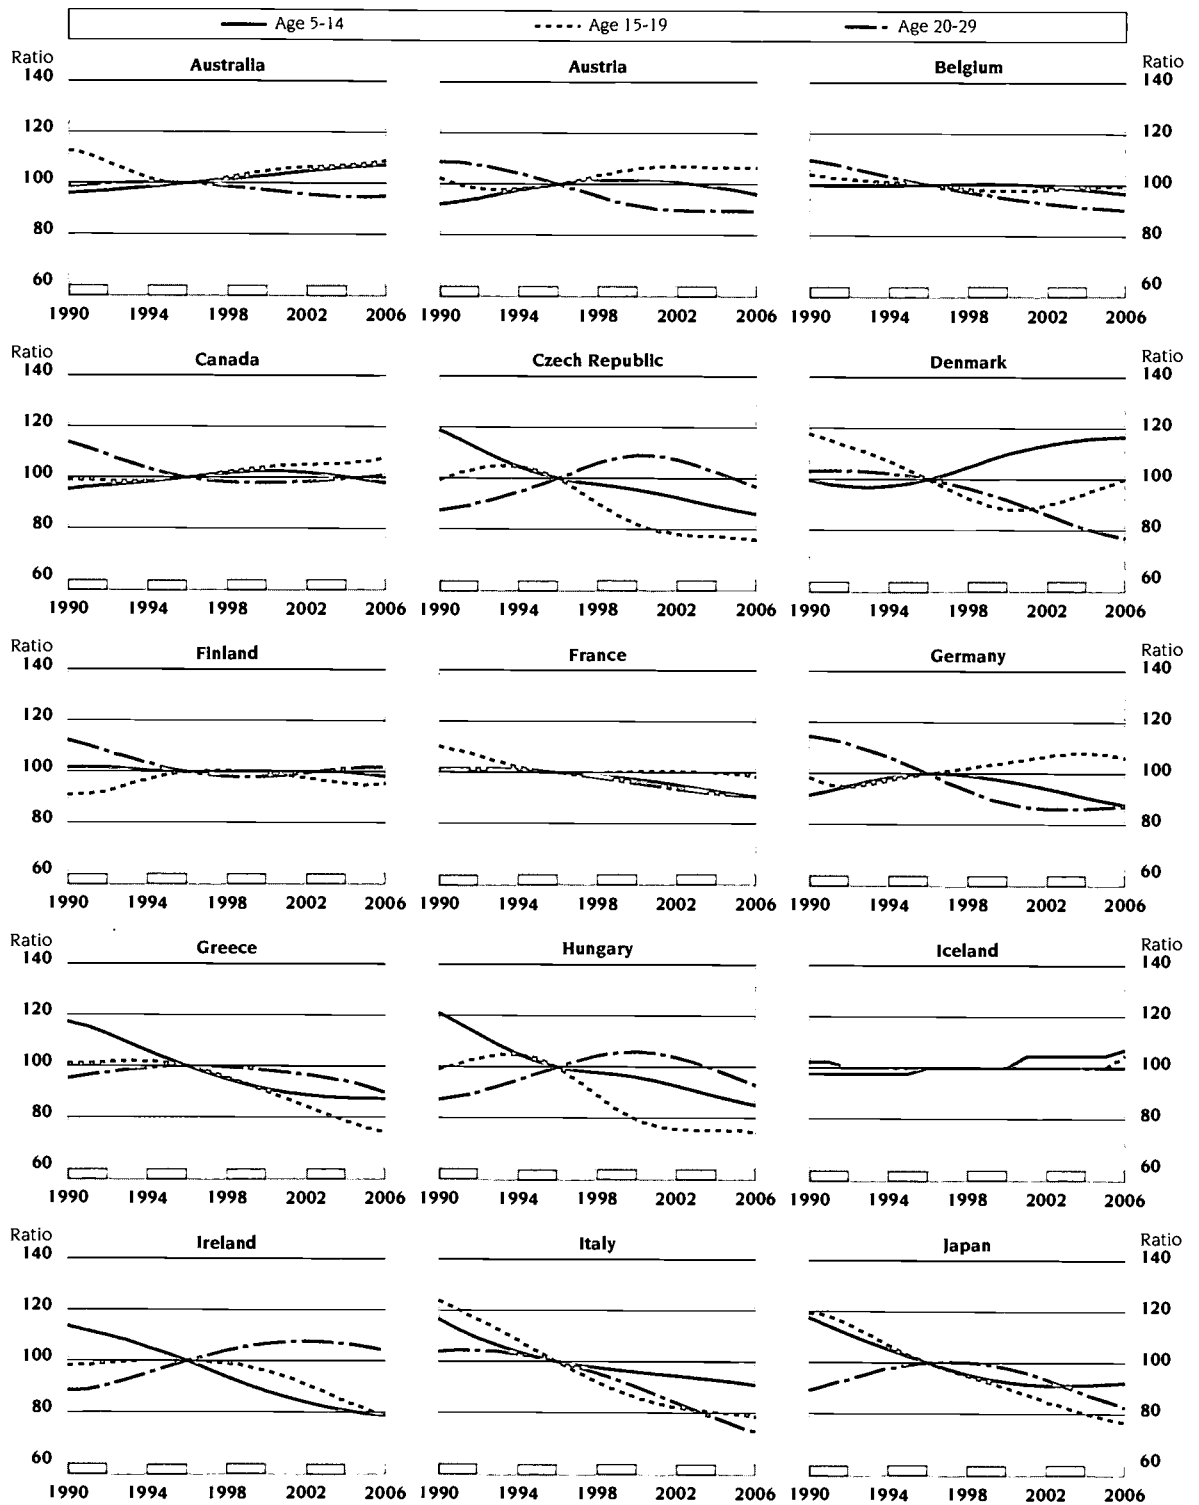 Age 5-14 Age 15-19 Age 20-29
Ratio Australia Austria Belgium Ratio
140 140
120 120
100 100
80 80
60 60
1990 1994 1998 2002 2006 1990 1994 1998 2002 2006 1990 1994 1998 2002 2006
Ratio Canada Czech Republic Denmark Ratio
140 140
120 120
100 100
80 80
60 60
1990 1994 1998 2002 2006 1990 1994 1998 2002 2006 1990 1994 1998 2002 2006
Ratio Finland France Germany Ratio
140 140
120 120
100 100
80 80
60 60
1990 1994 1998 2002 2006 1990 1994 1998 2002 2006 1990 1994 1998 2002 2006
Ratio Greece Hungary Iceland Ratio
140 140
120 120
100 100
80 80
60 60
1990 1994 1998 2002 2006 1990 1994 1998 2002 2006 1990 1994 1998 2002 2006
Ratio Ireland Italy Japan Ratio
140 140
120 120
100 100
80 80
60 60
1990 1994 1998 2002 2006 1990 1994 1998 2002 2006 1990 1994 1998 2002 2006